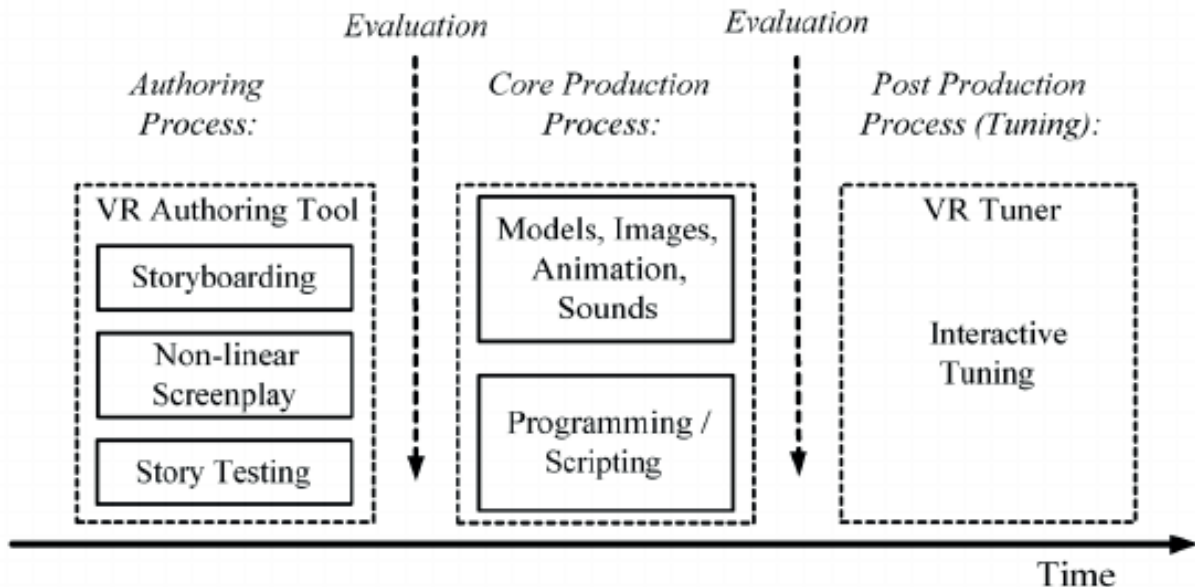 Evaluation
Evaluation
Authoring
Process:
Core Production
Process:
Post Production
Process (Tuning):
VR Authoring Tool
Storyboarding
Non-linear
Screenplay
Story Testing
Models, Images,
Animation,
Sounds
Programming /
Scripting
VR Tuner
Interactive
Tuning
Time